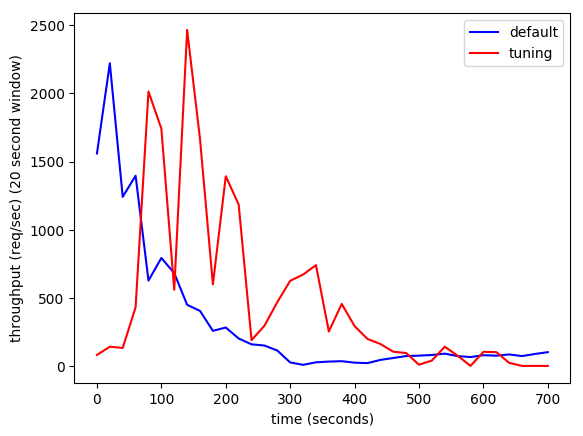 2500
2000
1500
1000
500
0
throughput (req/sec) (20 second window)
default
tuning
0 100 200 300 400 500 600 700
time (seconds)